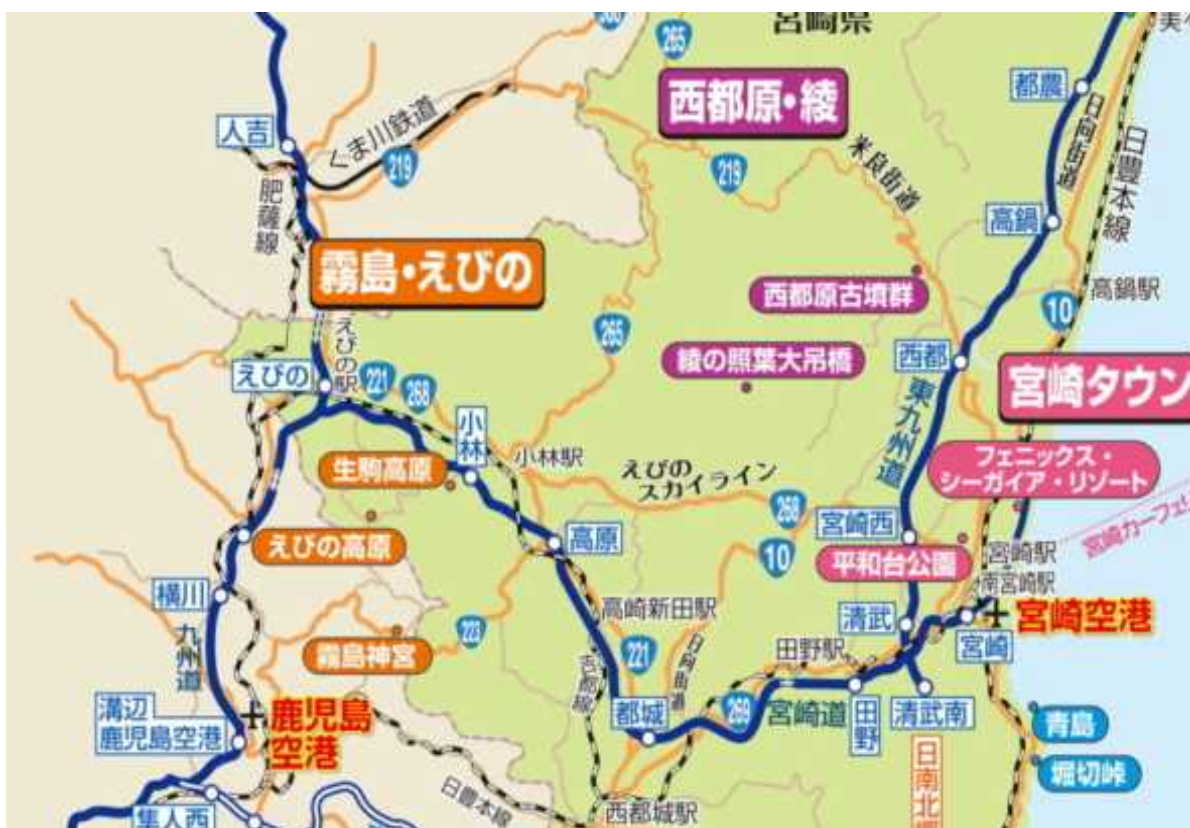 宮崎県
265
西都原・綾
都農
日向街道
日豊本線
人吉
くま川鉄道
219
219
米良街道
肥薩線
高鍋
霧島・えびの
西都原古墳群
10
高鍋駅
えびの駅
265
綾の照葉大吊橋
西都
えびの
221
268
宮崎タウン
小林
東九州道
小林駅
えびの
スカイライン
生駒高原
フェニックス・
シーガイア・リゾート
268
宮崎西
えびの高原
高原
10
平和台公園
宮崎駅
宮崎カーフェ
南宮崎駅
横川
高崎新田駅
清武
宮崎
宮崎空港
九州道
223
霧島神宮
吉都線
221
日向街道
田野駅
溝辺
鹿児島空港
鹿児島
空港
都城
269
宮崎道
田野
清武南
青島
堀切峠
日南北郷
隼人西
日豊本線
西都城駅